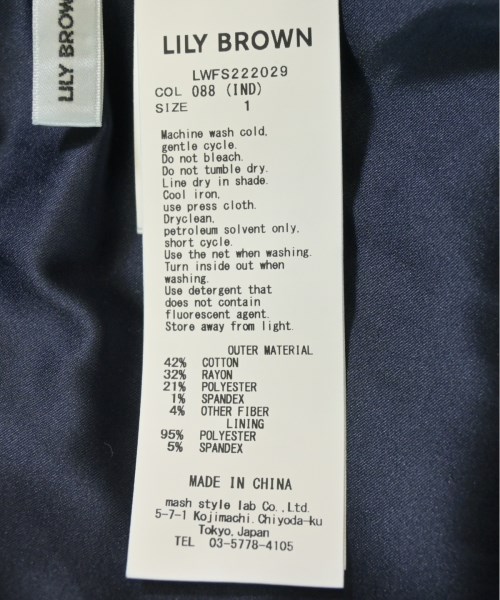 LILY BROWN
LILY BROWN
LWFS222029
COL 088 (IND)
SIZE 1
Machine wash cold,
gentle cycle.
Do not bleach.
Do not tumble dry.
Line dry in shade.
Cool iron,
use press cloth.
Dryclean,
petroleum solvent only,
short cycle.
Use the net when washing.
Turn inside out when
washing.
Use detergent that
does not contain
fluorescent agent.
Store away from light.
OUTER MATERIAL
42% COTTON
32% RAYON
21% POLYESTER
1% SPANDEX
4% OTHER FIBER
LINING
95% POLYESTER
5% SPANDEX
MADE IN CHINA
mash style lab Co.,Ltd.
5-7-1 Kojimachi,Chiyoda-ku
Tokyo,Japan
TEL 03-5778-4105